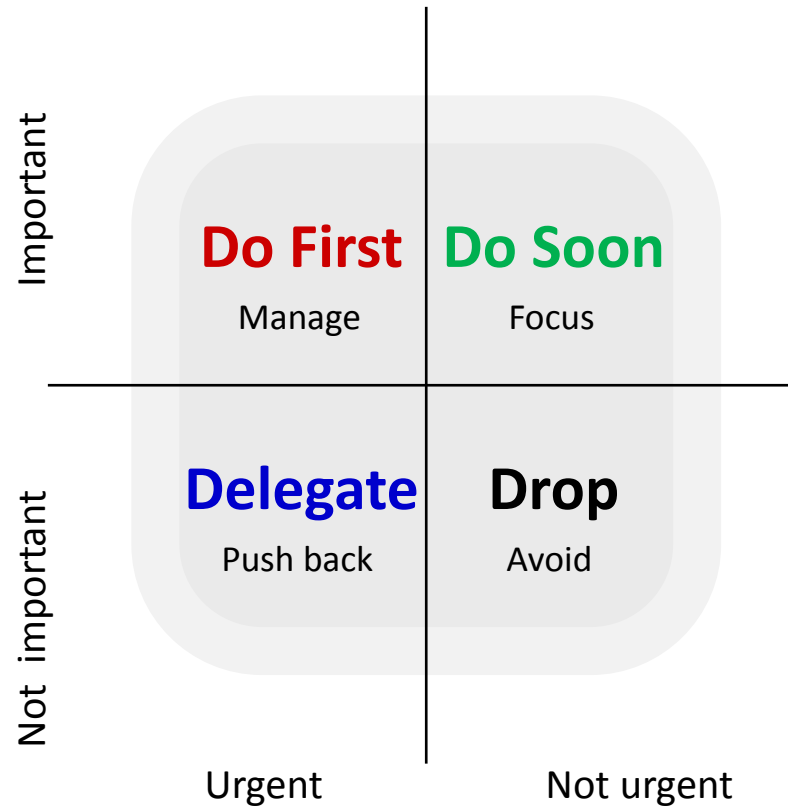 Important
Do First
Manage
Do Soon
Focus
Not important
Delegate
Push back
Drop
Avoid
Urgent
Not urgent